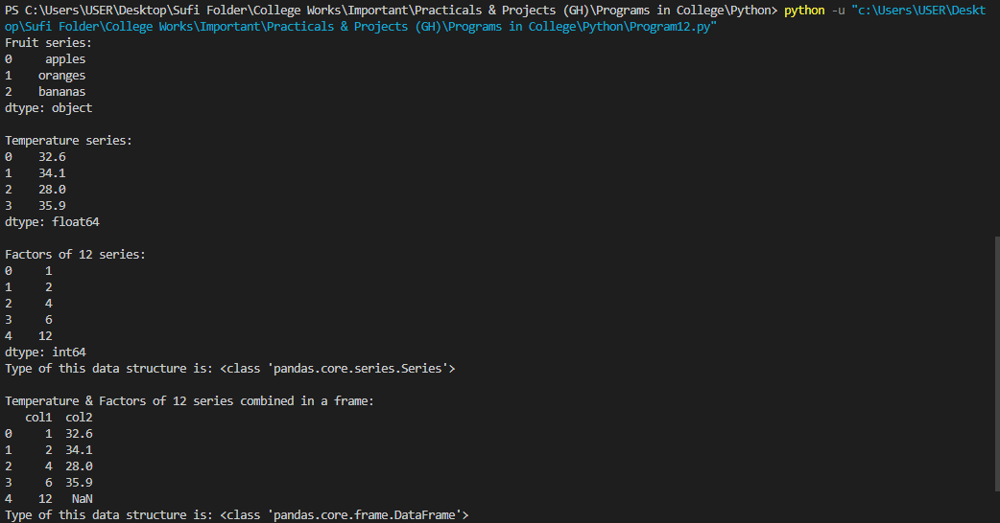 PS C:\Users\USER\Desktop\Sufi Folder\College Works\Important\Practicals & Projects (GH)\Programs in College\Python> python -u "c:\Users\USER\Deskt
op\Sufi Folder\College Works\Important\Practicals & Projects (GH)\Programs in College\Python\Program12.py"
Fruit series:
0     apples
1    oranges
2    bananas
dtype: object

Temperature series:
0    32.6
1    34.1
2    28.0
3    35.9
dtype: float64

Factors of 12 series:
0     1
1     2
2     4
3     6
4    12
dtype: int64
Type of this data structure is: <class 'pandas.core.series.Series'>

Temperature & Factors of 12 series combined in a frame:
   col1  col2
0     1  32.6
1     2  34.1
2     4  28.0
3     6  35.9
4    12   NaN
Type of this data structure is: <class 'pandas.core.frame.DataFrame'>